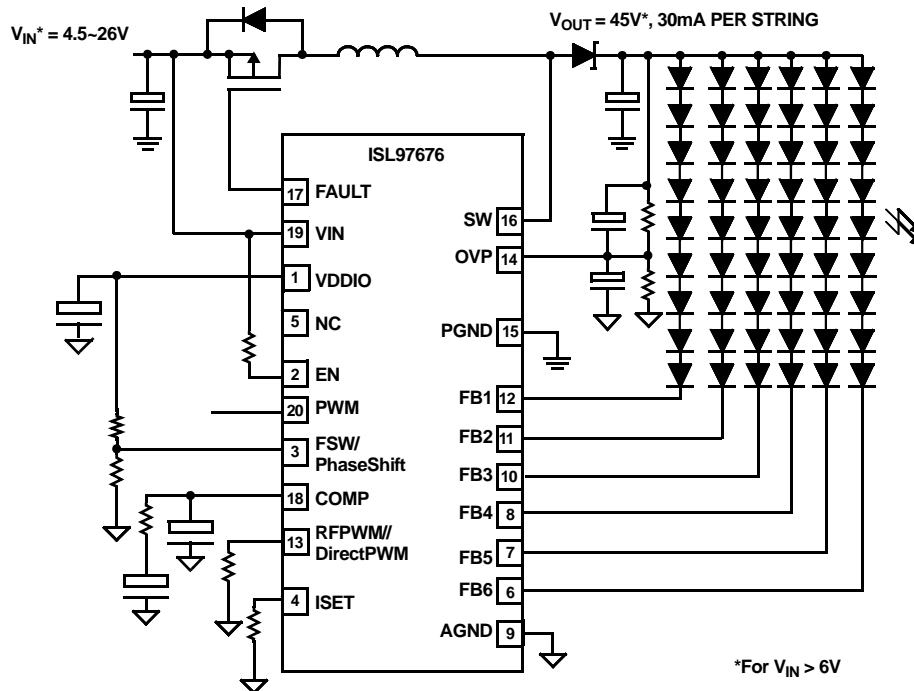 V_IN* = 4.5~26V
V_OUT = 45V*, 30mA PER STRING
ISL97676
17 FAULT
19 VIN
1 VDDIO
5 NC
2 EN
20 PWM
3 FSW/
PhaseShift
18 COMP
13 RFPWM//
DirectPWM
4 ISET
SW 16
OVP 14
PGND 15
FB1 12
FB2 11
FB3 10
FB4 8
FB5 7
FB6 6
AGND 9
*For V_IN > 6V